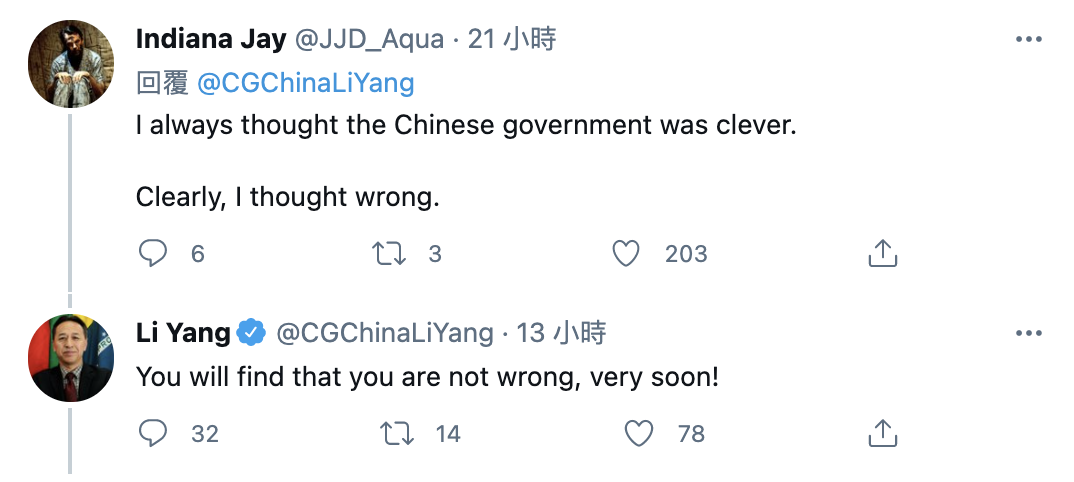 Indiana Jay @JJD_Aqua · 21 小時
回覆 @CGChinaLiYang
I always thought the Chinese government was clever.
Clearly, I thought wrong.
6 3 203
Li Yang @CGChinaLiYang · 13 小時
You will find that you are not wrong, very soon!
32 14 78